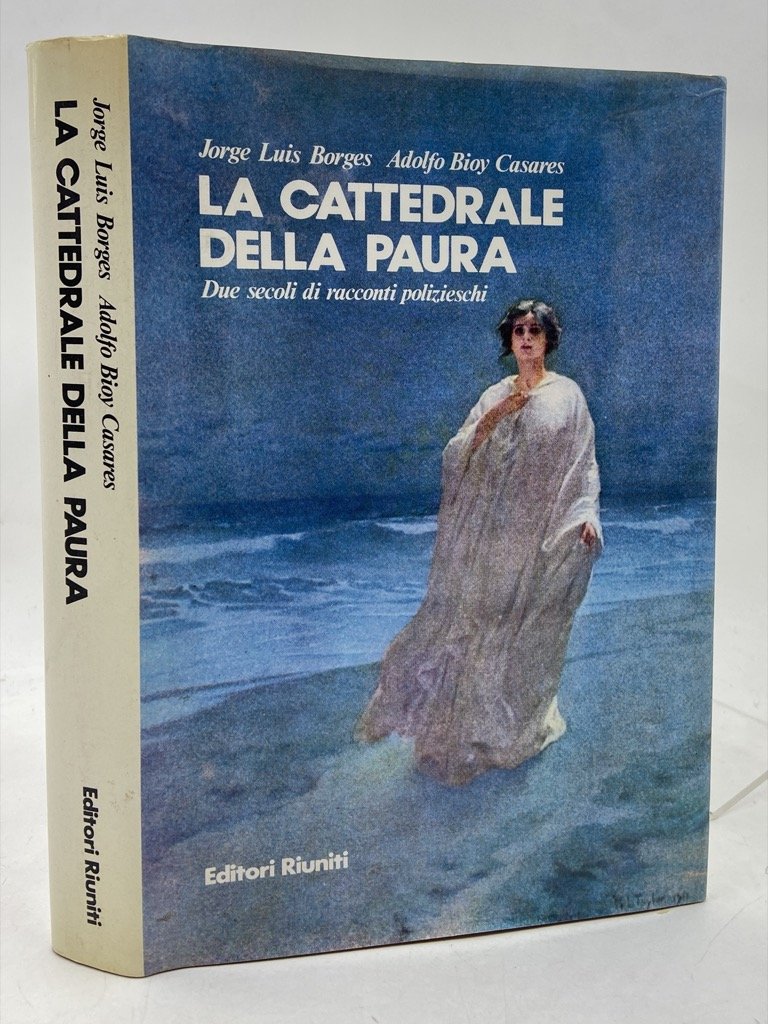 Jorge Luis Borges Adolfo Bioy Casares
LA CATTEDRALE DELLA PAURA
Editori Riuniti
Jorge Luis Borges Adolfo Bioy Casares
LA CATTEDRALE
DELLA PAURA
Due secoli di racconti polizieschi
Editori Riuniti